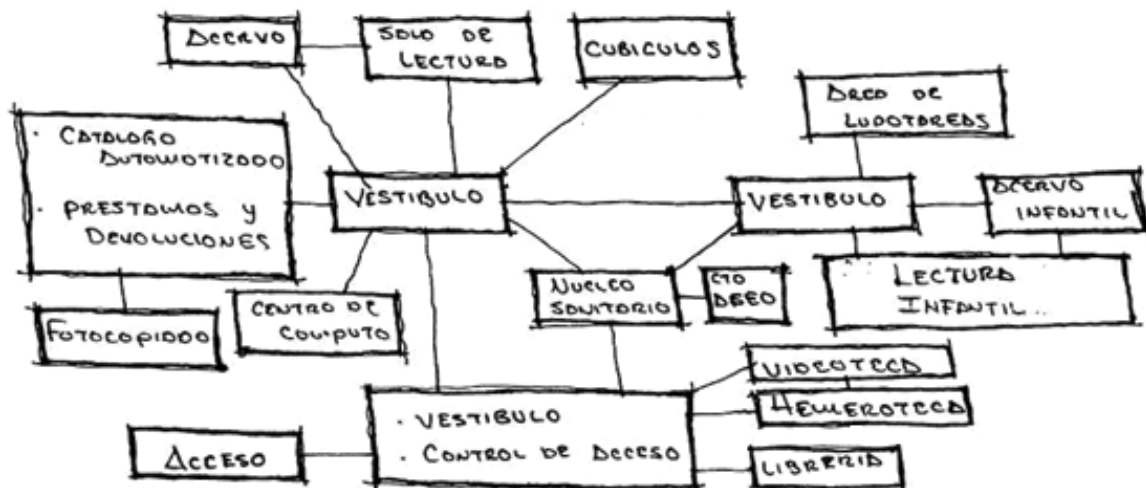 ACERVO
SALA DE
LECTURA
CUBICULOS
AREA DE
LUDOTAREAS
· CATALOGO
AUTOMATIZADO
· PRESTAMOS y
DEVOLUCIONES
VESTIBULO
VESTIBULO
ACERVO
INFANTIL
NUCLEO
SANITARIO
CTO
ASEO
LECTURA
INFANTIL
FOTOCOPIADO
CENTRO DE
COMPUTO
VIDEOTECA
HEMEROTECA
· VESTIBULO
· CONTROL DE ACCESO
ACCESO
LIBRERIA